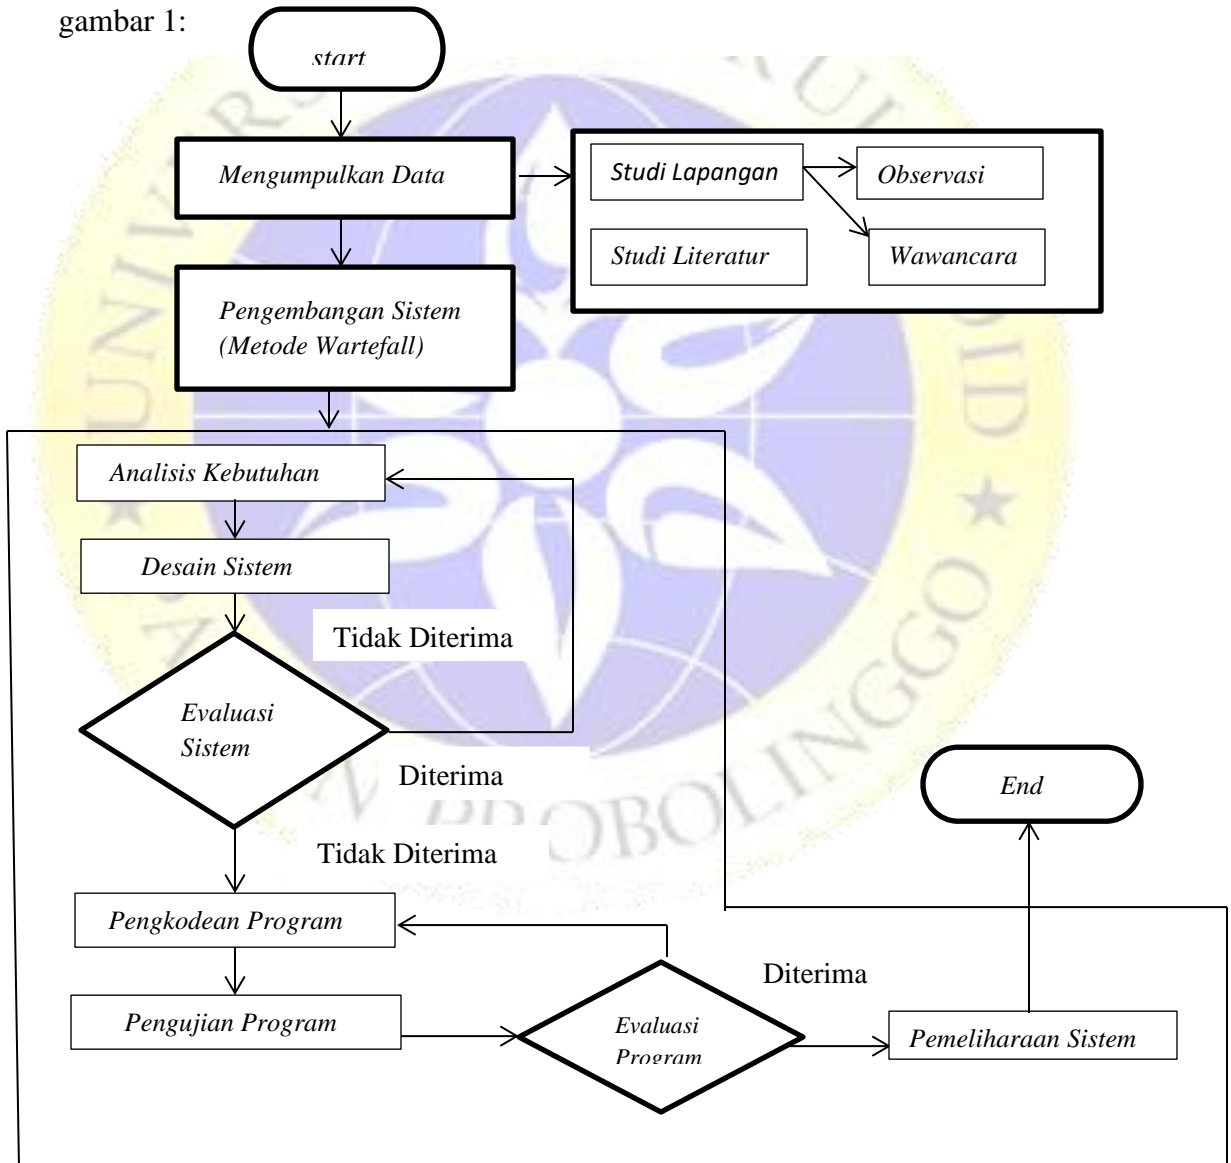 gambar 1:
start
Mengumpulkan Data
Studi Lapangan
Observasi
Studi Literatur
Wawancara
Pengembangan Sistem
(Metode Wartefall)
Analisis Kebutuhan
Desain Sistem
Tidak Diterima
Evaluasi
Sistem
Diterima
End
Tidak Diterima
Pengkodean Program
Diterima
Pengujian Program
Evaluasi
Program
Pemeliharaan Sistem
PROBOLINGGO